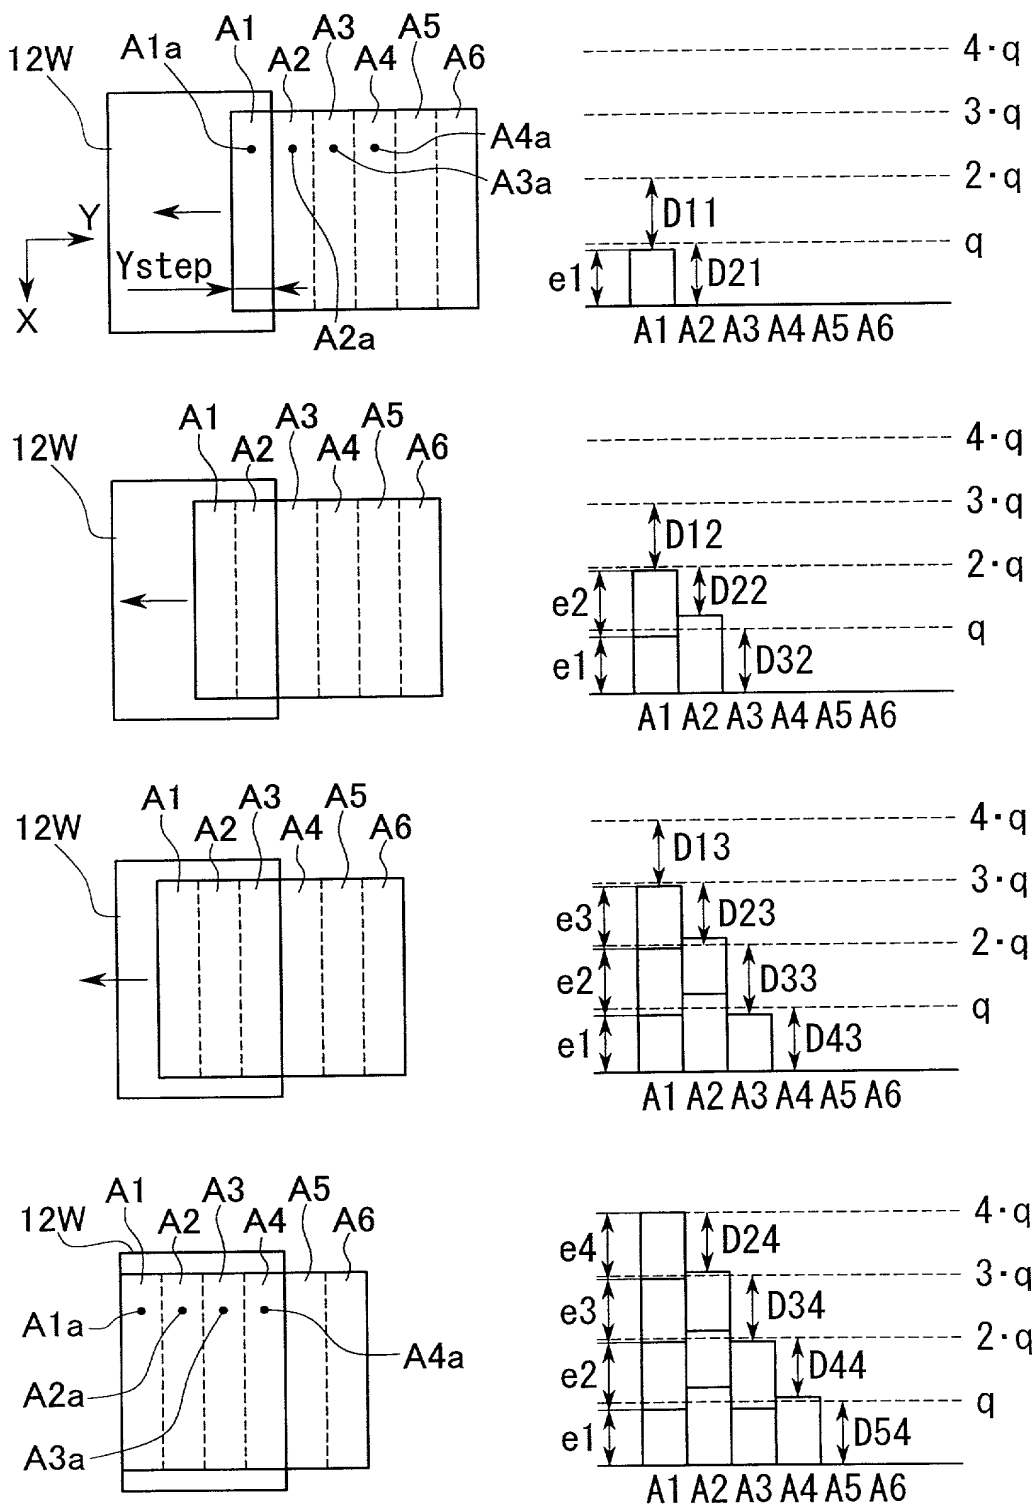 A1 A3 A5
12W A1a A2 A4 A6
A4a
A3a
Y
Ystep
X
A2a
4·q
3·q
2·q
D11
q
e1 D21
A1 A2 A3 A4 A5 A6
A1 A3 A5
12W A2 A4 A6
4·q
3·q
D12
2·q
e2 D22
q
e1 D32
A1 A2 A3 A4 A5 A6
A1 A3 A5
12W A2 A4 A6
4·q
D13
3·q
e3 D23
2·q
e2 D33
q
e1 D43
A1 A2 A3 A4 A5 A6
A1 A3 A5
12W A2 A4 A6
A1a
A4a
A2a
A3a
4·q
e4 D24
3·q
e3 D34
2·q
e2 D44
q
e1 D54
A1 A2 A3 A4 A5 A6